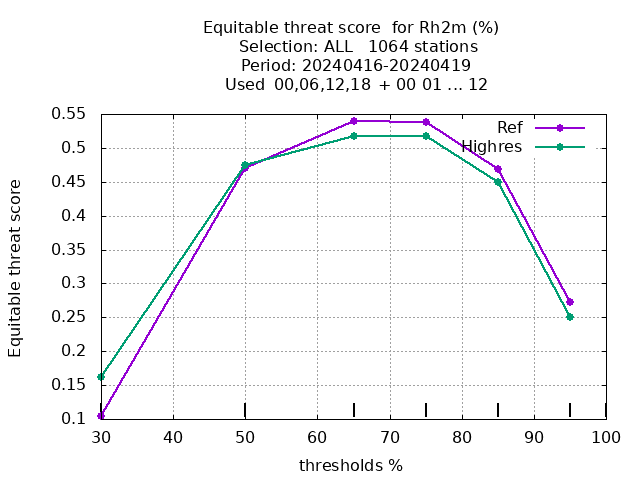 Equitable threat score  for Rh2m (%)
Selection: ALL   1064 stations
Period: 20240416-20240419
Used  00,06,12,18  + 00 01 ... 12
Ref
Highres
Equitable threat score
0.55
0.5
0.45
0.4
0.35
0.3
0.25
0.2
0.15
0.1
30 40 50 60 70 80 90 100
thresholds %